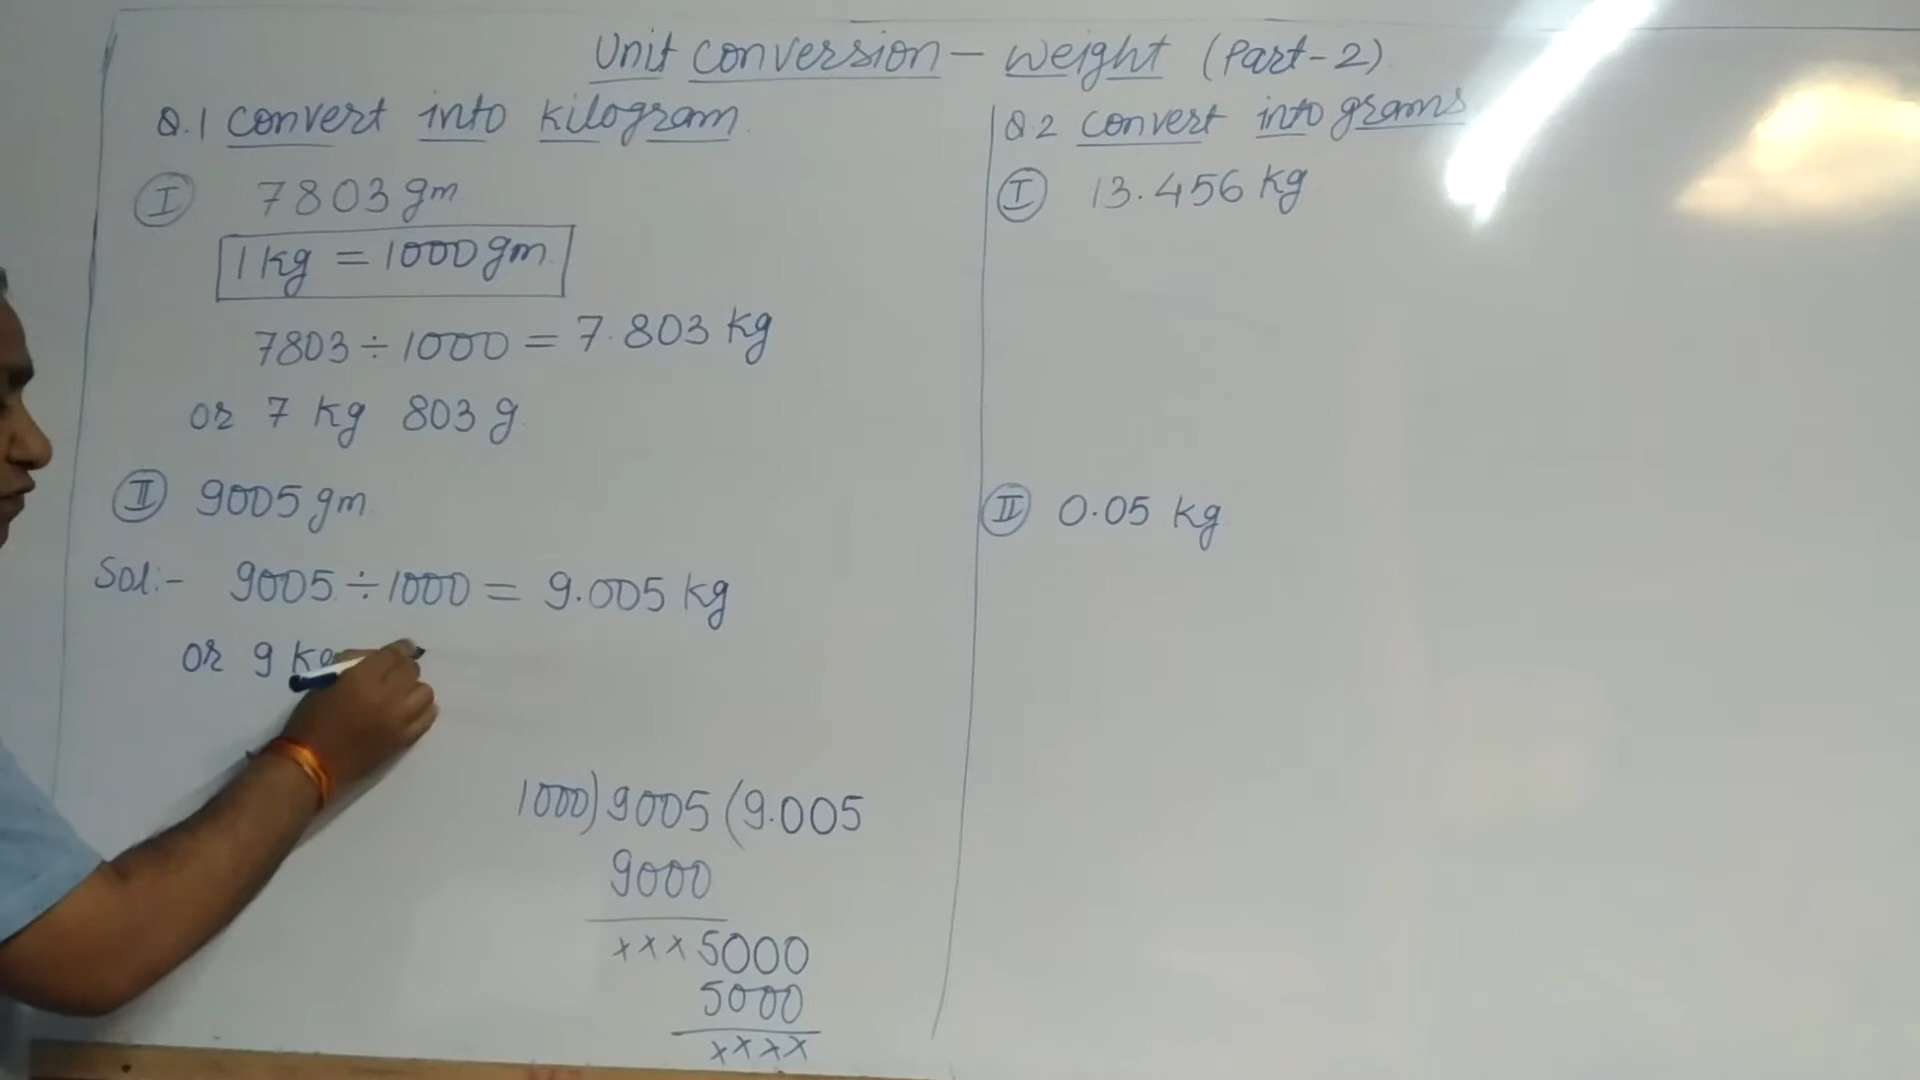 Unit conversion - weight (Part-2)
Q.1 convert into kilogram
I 7803 gm
1 kg = 1000 gm
7803 ÷ 1000 = 7.803 kg
or 7 kg 803 g
II 9005 gm
Sol:- 9005 ÷ 1000 = 9.005 kg
or 9 kg
1000) 9005 (9.005
9000
xxx5000
5000
xxxx
Q.2 convert into grams
I 13.456 kg
II 0.05 kg